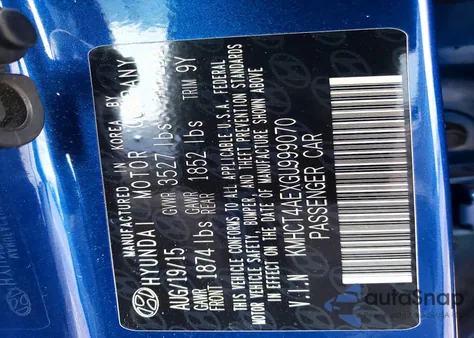 MANUFACTURED IN KOREA BY
HYUNDAI MOTOR COMPANY
AUG/19/15 GVWR 3527 lbs TRIM 9Y
GAWR FRONT 1874 lbs GAWR REAR 1852 lbs
THIS VEHICLE CONFORMS TO ALL APPLICABLE U.S.A. FEDERAL
MOTOR VEHICLE SAFETY, BUMPER, AND THEFT PREVENTION STANDARDS
IN EFFECT ON THE DATE OF MANUFACTURE SHOWN ABOVE
V.I.N KMHCT4AEXGU999070
PASSENGER CAR
autoSnap